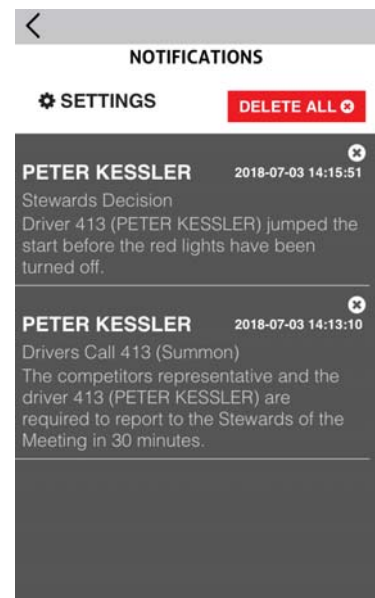 NOTIFICATIONS
SETTINGS
DELETE ALL
PETER KESSLER
2018-07-03 14:15:51
Stewards Decision
Driver 413 (PETER KESSLER) jumped the
start before the red lights have been
turned off.
PETER KESSLER
2018-07-03 14:13:10
Drivers Call 413 (Summon)
The competitors representative and the
driver 413 (PETER KESSLER) are
required to report to the Stewards of the
Meeting in 30 minutes.